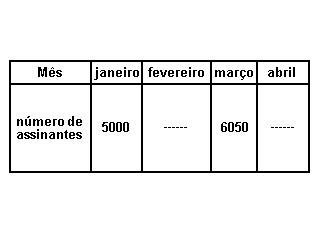 Mês janeiro fevereiro março abril
número de
assinantes
5000 ------ 6050 ------